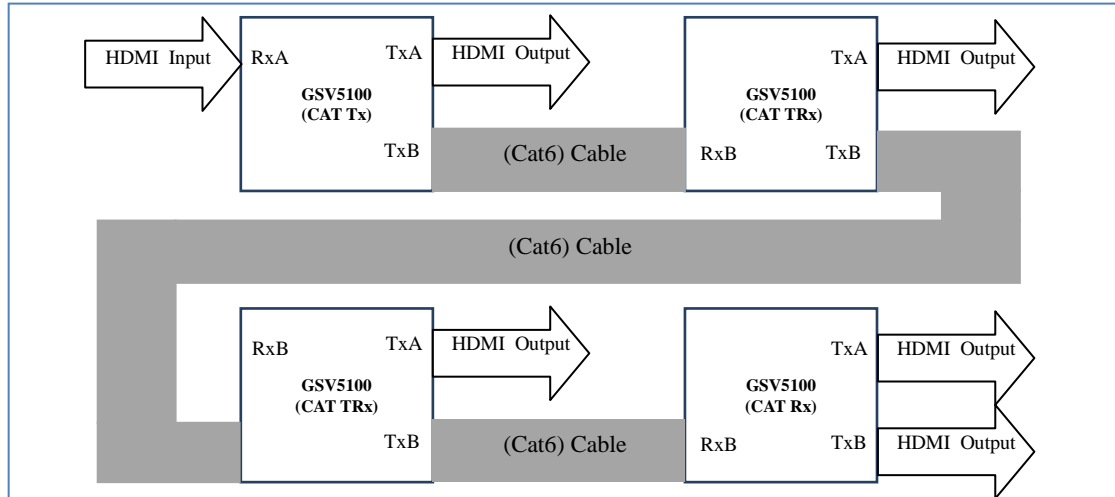 HDMI Input
RxA
TxA
GSV5100
(CAT Tx)
TxB
HDMI Output
(Cat6) Cable
TxA
GSV5100
(CAT TRx)
RxB
TxB
HDMI Output
(Cat6) Cable
RxB
TxA
GSV5100
(CAT TRx)
TxB
HDMI Output
(Cat6) Cable
TxA
GSV5100
(CAT Rx)
RxB
TxB
HDMI Output
HDMI Output